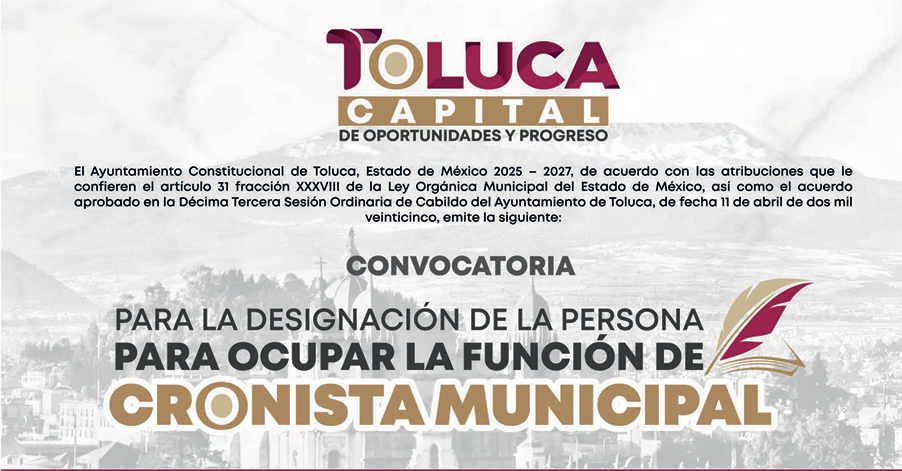 TOLUCA
CAPITAL
DE OPORTUNIDADES Y PROGRESO
El Ayuntamiento Constitucional de Toluca, Estado de México 2025 – 2027, de acuerdo con las atribuciones que le
confieren el artículo 31 fracción XXXVIII de la Ley Orgánica Municipal del Estado de México, así como el acuerdo
aprobado en la Décima Tercera Sesión Ordinaria de Cabildo del Ayuntamiento de Toluca, de fecha 11 de abril de dos mil
veinticinco, emite la siguiente:
CONVOCATORIA
PARA LA DESIGNACIÓN DE LA PERSONA
PARA OCUPAR LA FUNCIÓN DE
CRONISTA MUNICIPAL